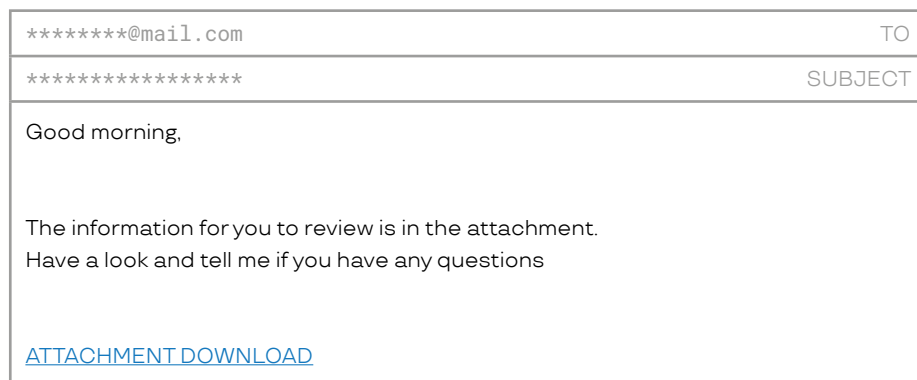 ********@mail.com TO
***************** SUBJECT
Good morning,
The information for you to review is in the attachment.
Have a look and tell me if you have any questions
ATTACHMENT DOWNLOAD